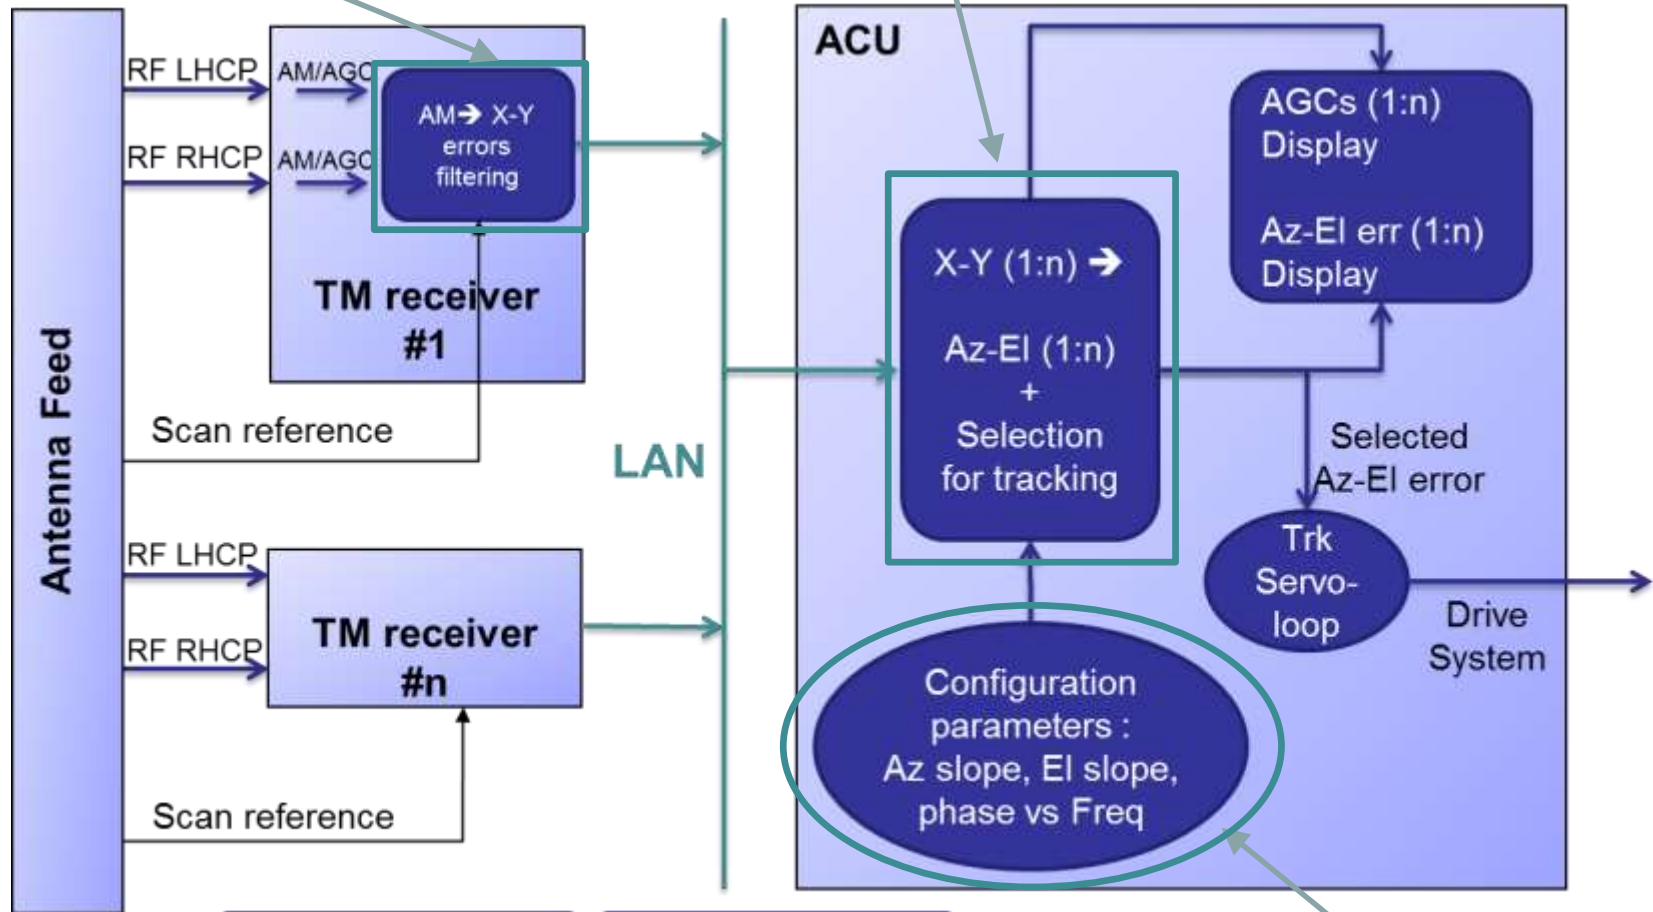 Antenna Feed
RF LHCP
AM/AGC
RF RHCP
AM/AGC
AM➔ X-Y
errors
filtering
TM receiver
#1
Scan reference
RF LHCP
RF RHCP
TM receiver
#n
Scan reference
LAN
ACU
X-Y (1:n) ➔
Az-El (1:n)
+
Selection
for tracking
AGCs (1:n)
Display
Az-El err (1:n)
Display
Selected
Az-El error
Trk
Servo-
loop
Drive
System
Configuration
parameters :
Az slope, El slope,
phase vs Freq